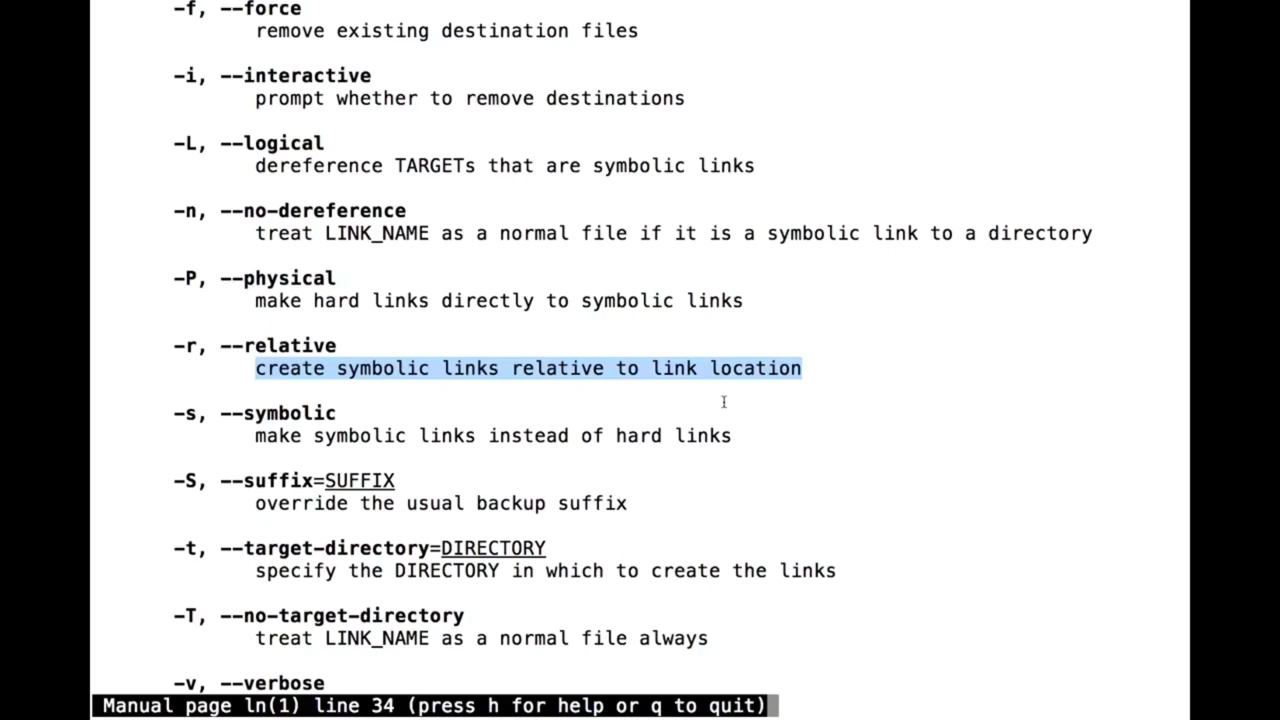 -f, --force
remove existing destination files
-i, --interactive
prompt whether to remove destinations
-L, --logical
dereference TARGETs that are symbolic links
-n, --no-dereference
treat LINK_NAME as a normal file if it is a symbolic link to a directory
-P, --physical
make hard links directly to symbolic links
-r, --relative
create symbolic links relative to link location
-s, --symbolic
make symbolic links instead of hard links
-S, --suffix=SUFFIX
override the usual backup suffix
-t, --target-directory=DIRECTORY
specify the DIRECTORY in which to create the links
-T, --no-target-directory
treat LINK_NAME as a normal file always
-v, --verbose
Manual page ln(1) line 34 (press h for help or q to quit)